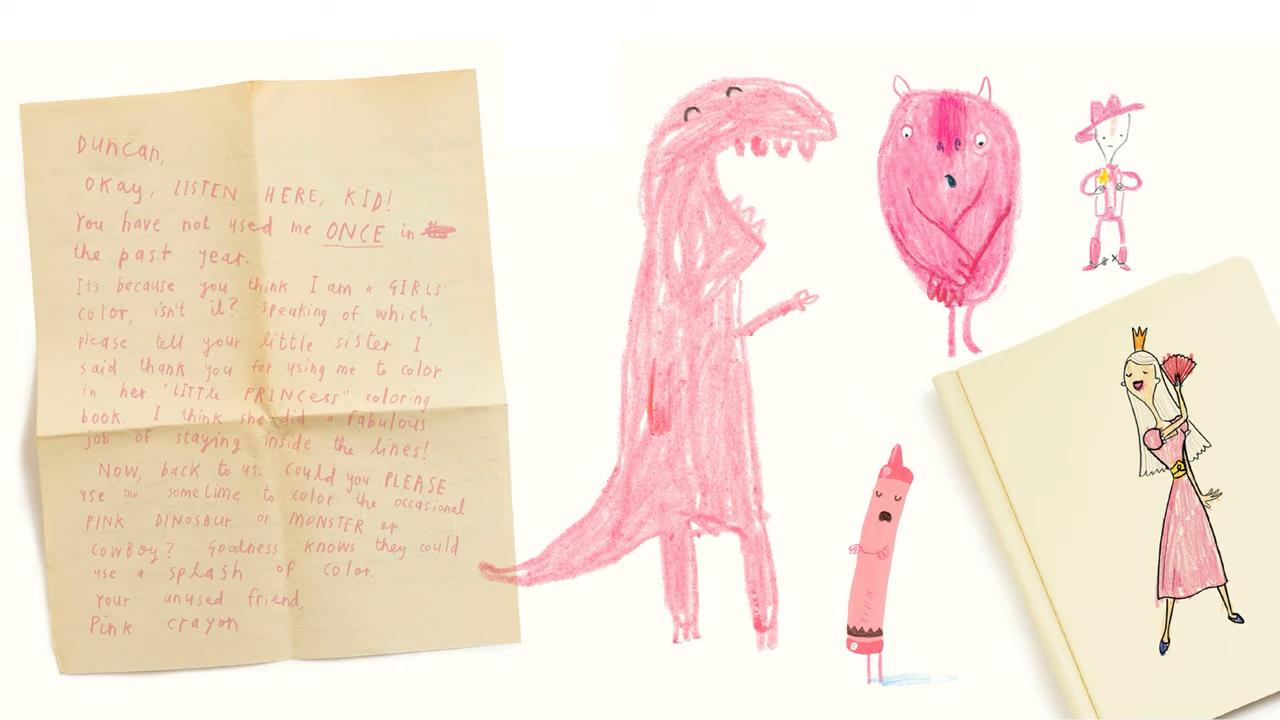 Duncan,
Okay, LISTEN HERE, KID!
You have not used me ONCE in
the past year.
It's because you think I am a GIRLS'
color, isn't it? Speaking of which,
please tell your little sister I
said thank you for using me to color
in her "LITTLE PRINCESS" coloring
book. I think she did a fabulous
job of staying inside the lines!
Now, back to us. Could you PLEASE
use me sometime to color the occasional
PINK DINOSAUR or MONSTER or
COWBOY? Goodness knows they could
use a splash of color.
Your unused friend,
Pink crayon
PINK